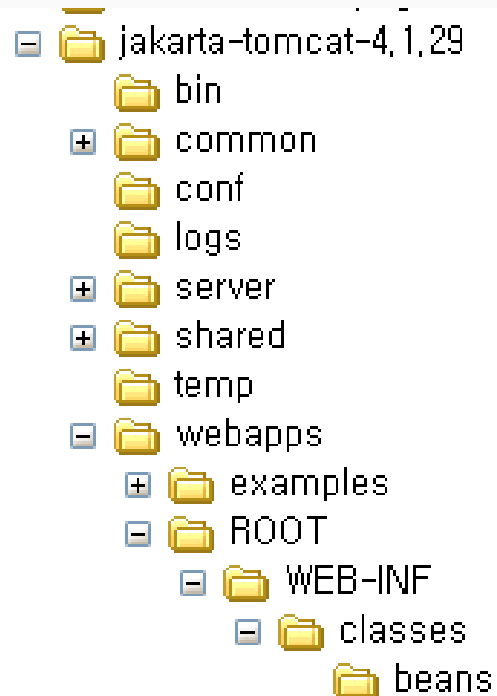 jakarta-tomcat-4,1,29
bin
common
conf
logs
server
shared
temp
webapps
examples
ROOT
WEB-INF
classes
beans